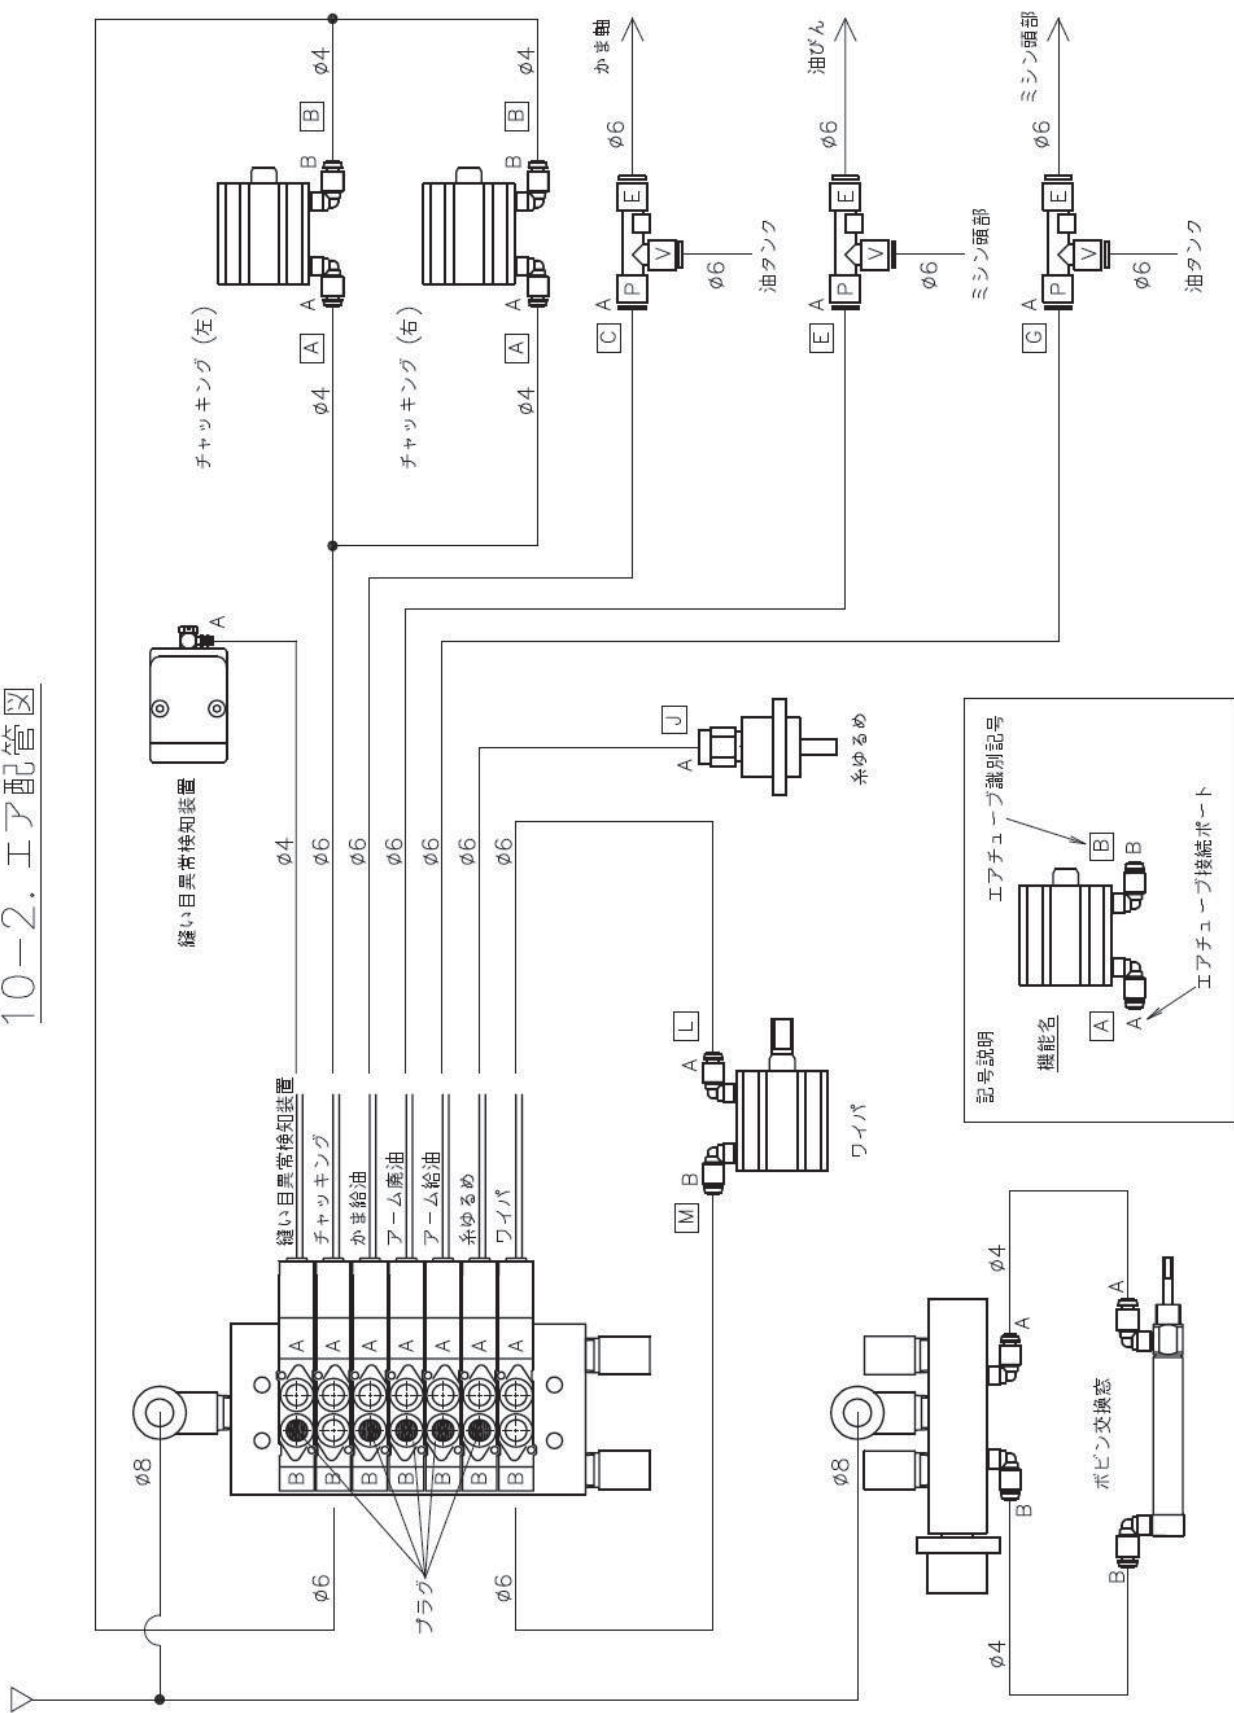 10-2. エア配管図
縫い目異常検知装置
A
チャッキング (左)
A
A
B
B
φ4
φ4
チャッキング (右)
A
A
B
B
φ4
φ4
かま軸
φ6
E
V
P
A
C
φ6
油タンク
油びん
φ6
E
V
P
A
E
φ6
ミシン頭部
ミシン頭部
φ6
E
V
P
A
G
φ6
油タンク
φ4
φ6
φ6
φ6
φ6
φ6
φ6
縫い目異常検知装置
チャッキング
かま給油
アーム廃油
アーム給油
糸ゆるめ
ワイパ
B A
B A
B A
B A
B A
B A
B A
φ8
φ6
プラグ
φ6
J
A
糸ゆるめ
L
A
B
M
ワイパ
φ8
A
B
φ4
φ4
ボビン交換窓
A
B
記号説明
機能名
エアチューブ識別記号
A
B
A
B
エアチューブ接続ポート